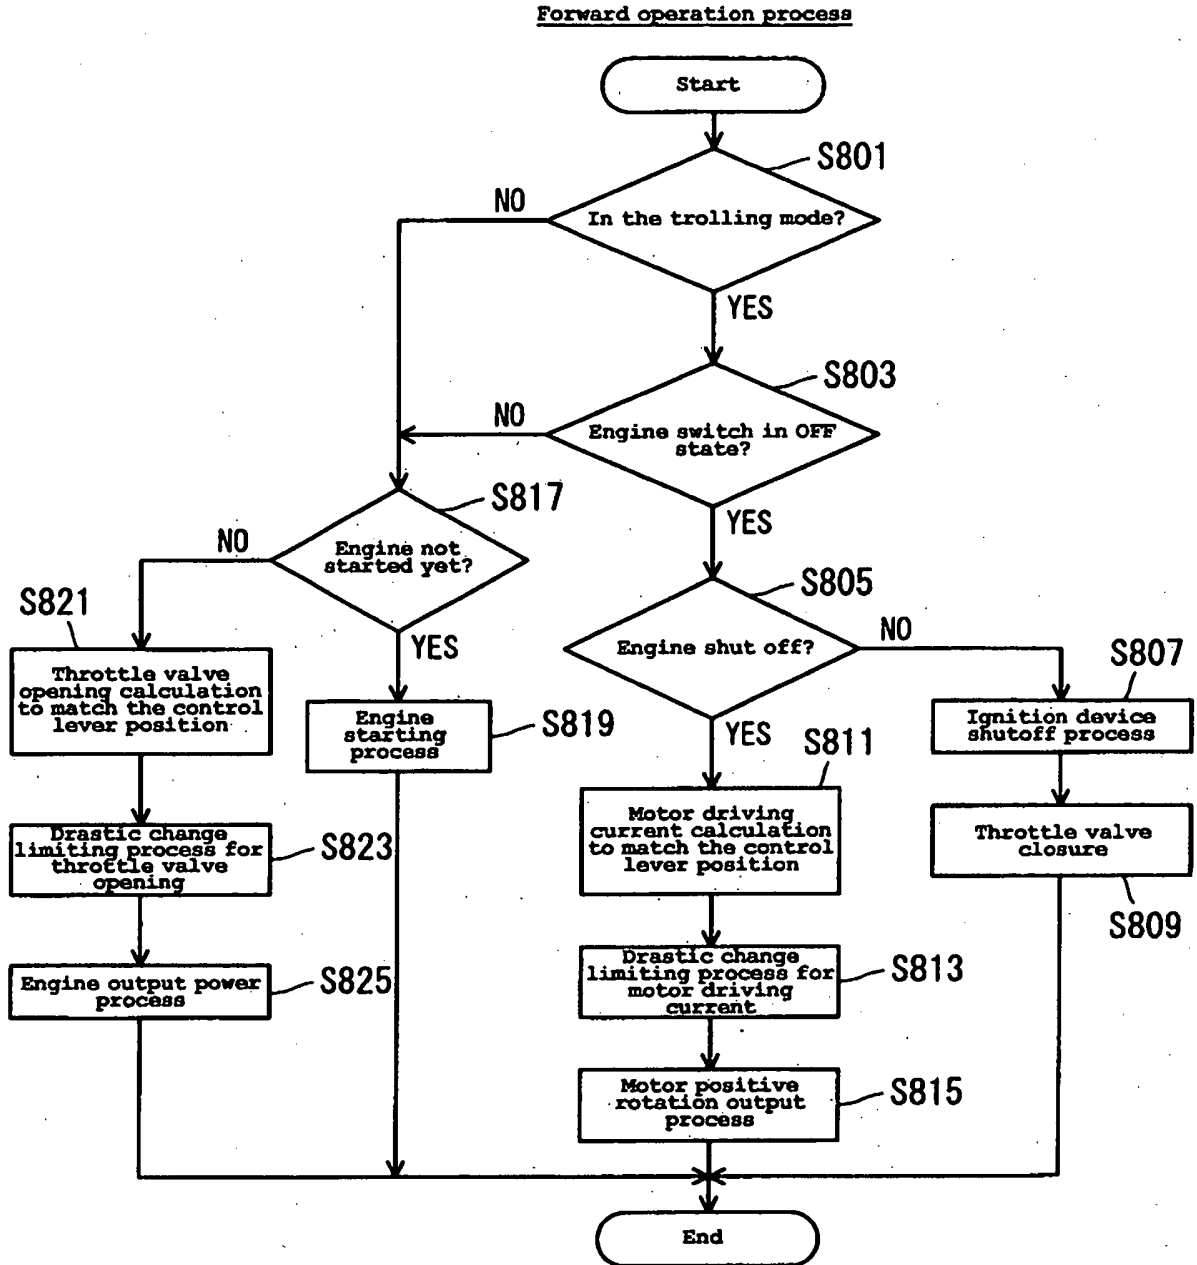 Forward operation process
Start
S801
NO
In the trolling mode?
YES
S803
NO
Engine switch in OFF
state?
S817
YES
NO
Engine not
started yet?
S805
S821
YES
Engine shut off?
NO
S807
Throttle valve
opening calculation
to match the control
lever position
Engine
starting
process
S819
YES
S811
Ignition device
shutoff process
Motor driving
current calculation
to match the control
lever position
Throttle valve
closure
S809
Drastic change
limiting process for
throttle valve
opening
S823
Drastic change
limiting process for
motor driving
current
S813
Engine output power
process
S825
Motor positive
rotation output
process
S815
End